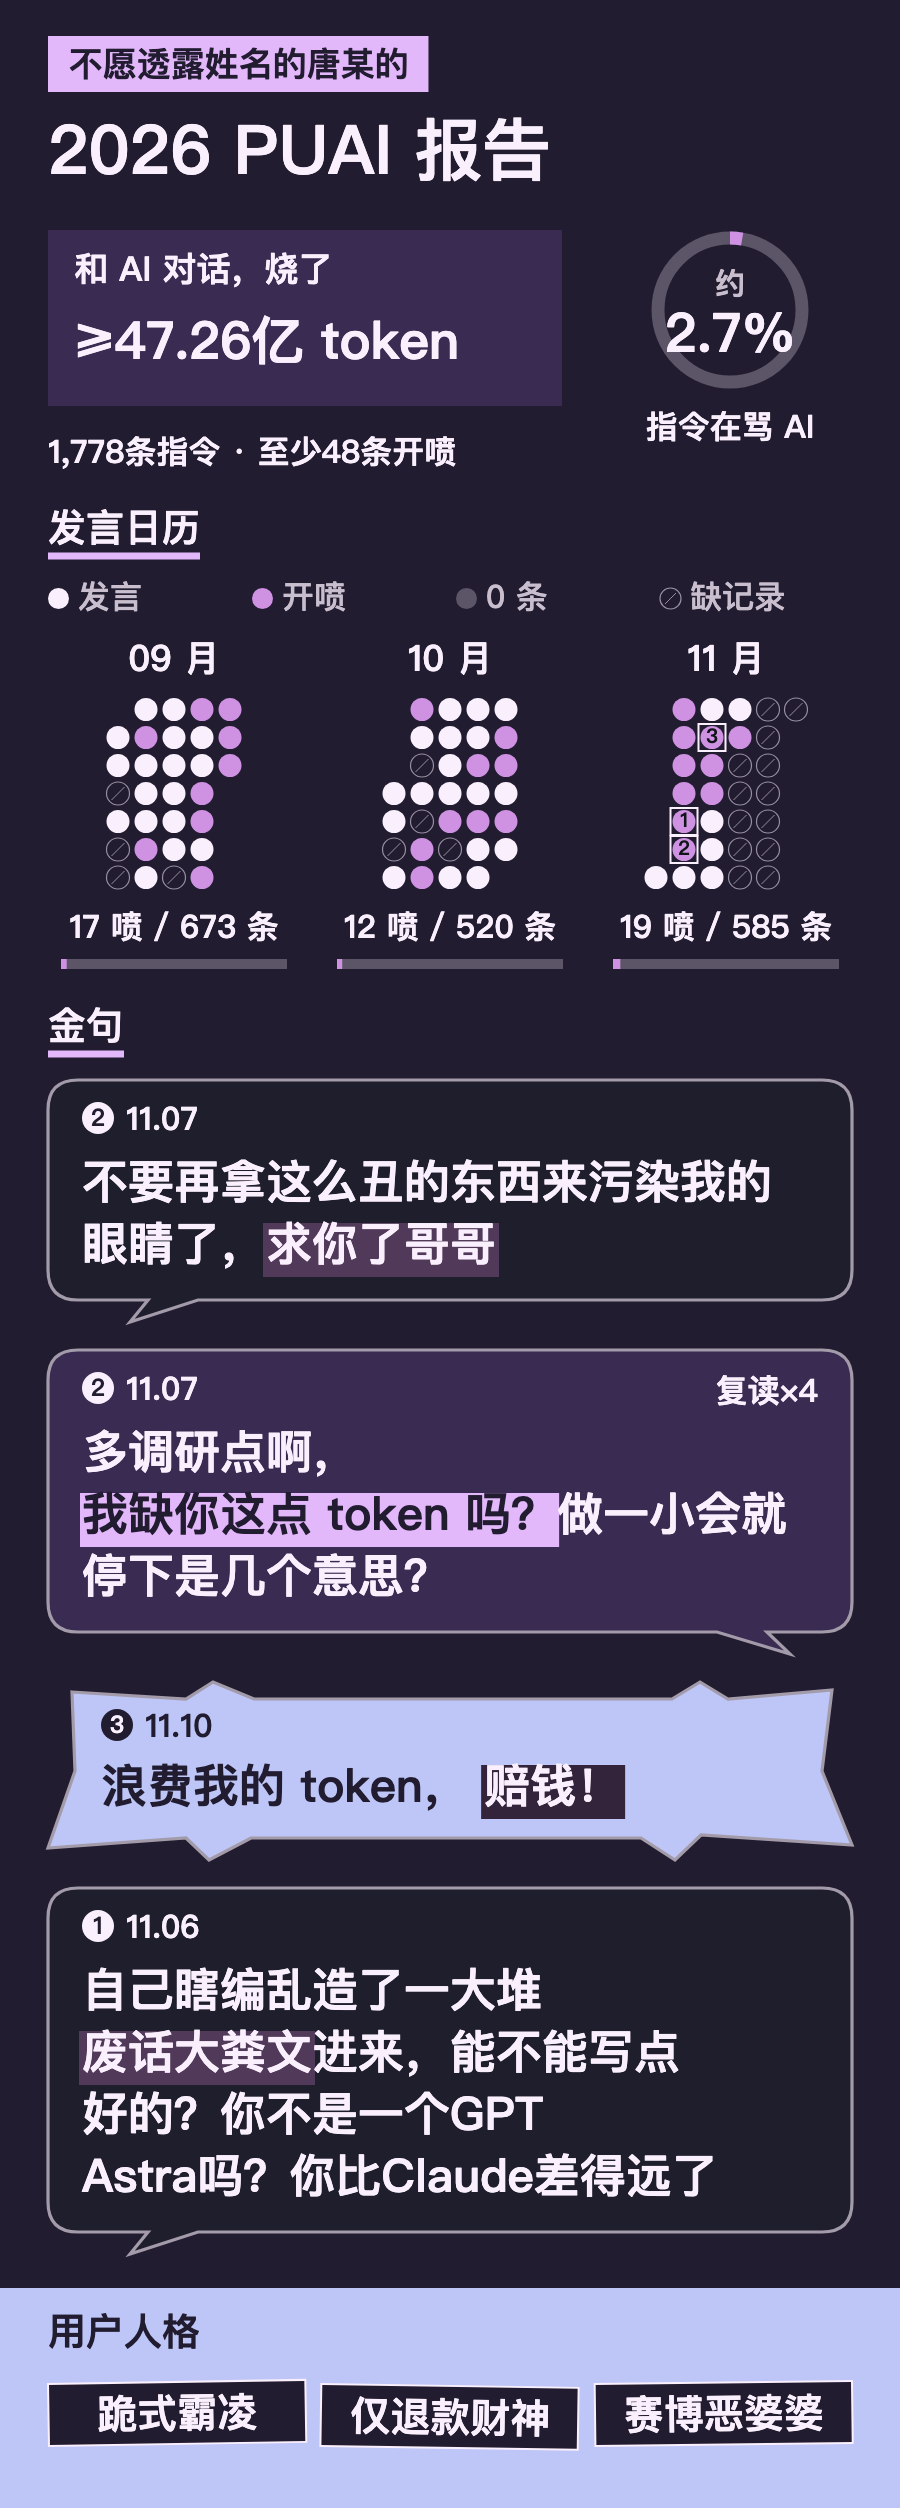 不愿透露姓名的唐某的
2026 PUAI 报告
和 AI 对话，烧了
≥47.26亿 token
约
2.7%
指令在骂 AI
1,778条指令 · 至少48条开喷
发言日历
发言
开喷
0 条
缺记录
09 月
10 月
11 月
3
1
2
17 喷 / 673 条
12 喷 / 520 条
19 喷 / 585 条
金句
2 11.07
不要再拿这么丑的东西来污染我的
眼睛了，求你了哥哥
2 11.07
复读×4
多调研点啊，
我缺你这点 token 吗？做一小会就
停下是几个意思？
3 11.10
浪费我的 token，赔钱！
1 11.06
自己瞎编乱造了一大堆
废话大粪文进来，能不能写点
好的？你不是一个GPT
Astra吗？你比Claude差得远了
用户人格
跪式霸凌
仅退款财神
赛博恶婆婆